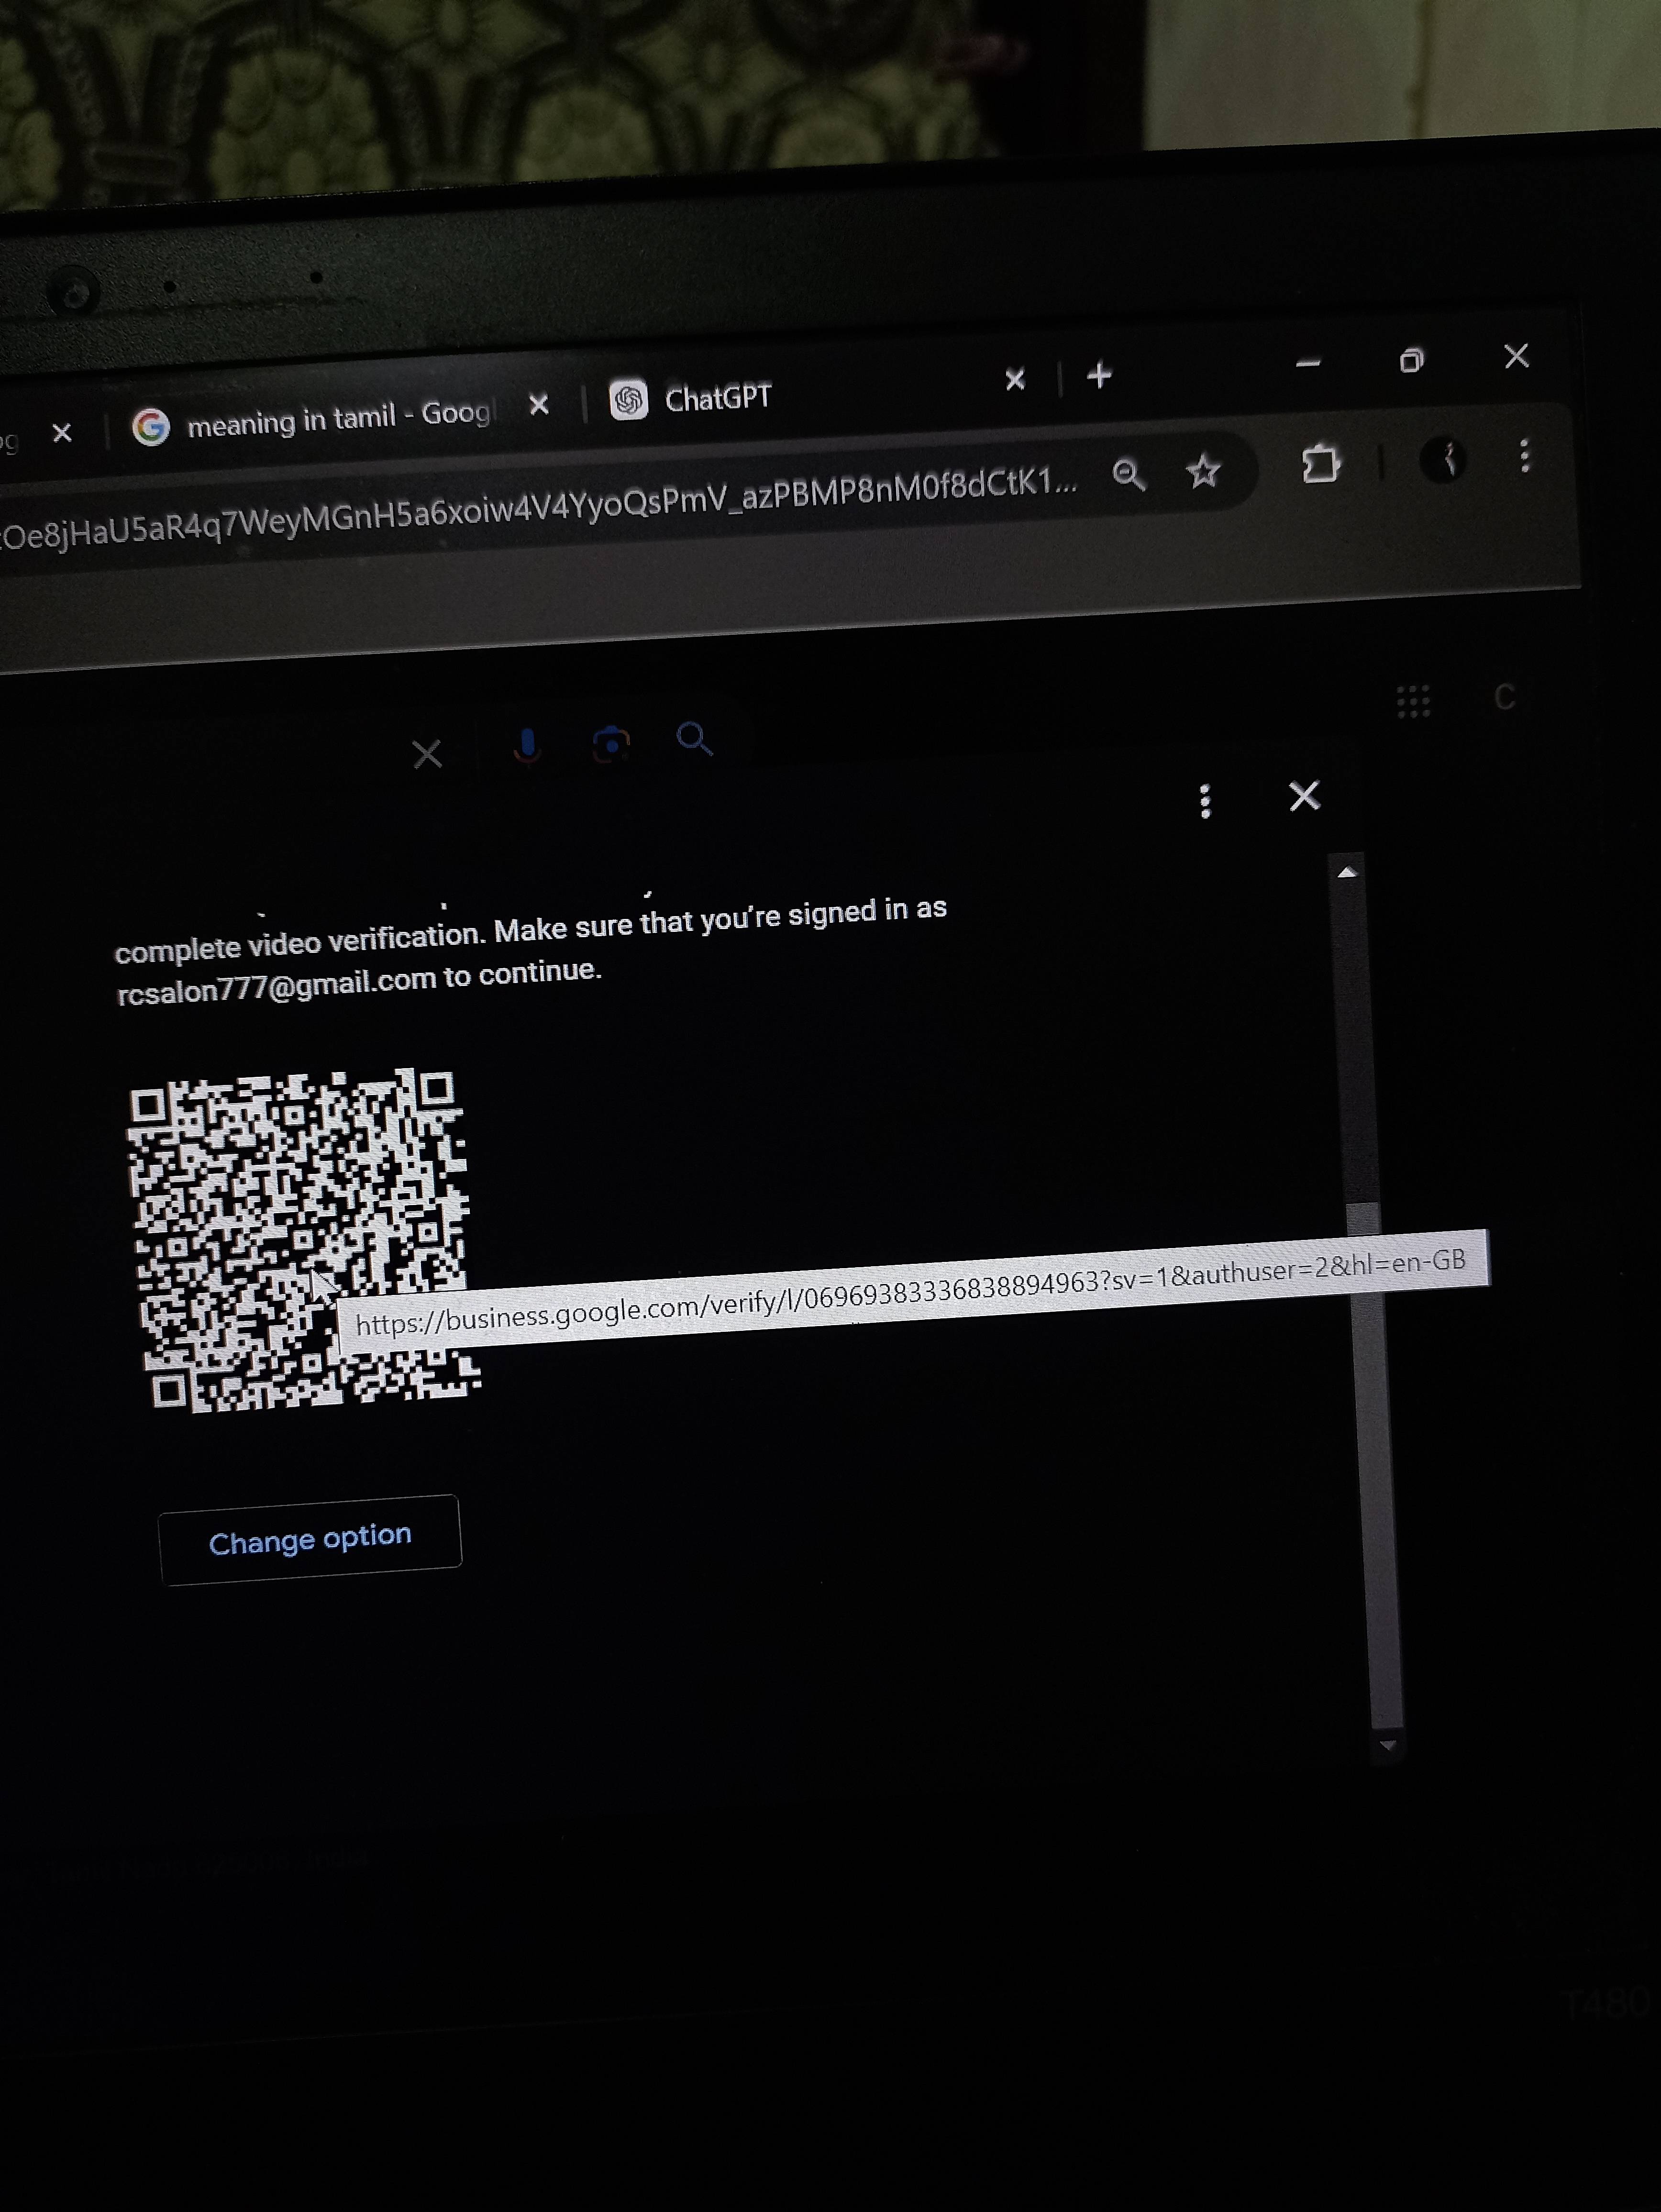 meaning in tamil - Googl
ChatGPT
Oe8jHaU5aR4q7WeyMGnH5a6xoiw4V4YyoQsPmV_azPBMP8nM0f8dCtK1...
C
complete video verification. Make sure that you're signed in as
rcsalon777@gmail.com to continue.
https://business.google.com/verify/l/06969383336838894963?sv=1&authuser=2&hl=en-GB
Change option
T480